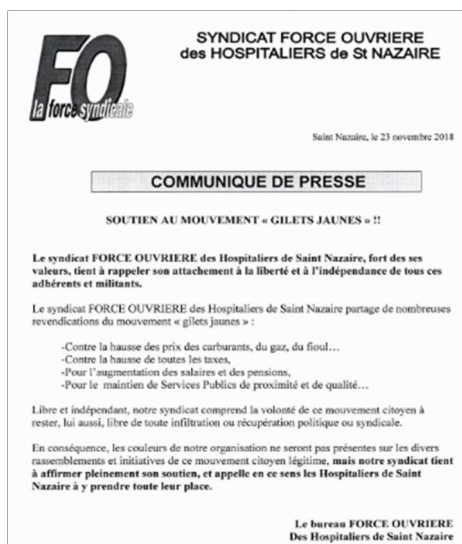 SYNDICAT FORCE OUVRIERE
des HOSPITALIERS de St NAZAIRE
FO
la force syndicale
Saint Nazaire, le 23 novembre 2018
COMMUNIQUE DE PRESSE
SOUTIEN AU MOUVEMENT « GILETS JAUNES » !!
Le syndicat FORCE OUVRIERE des Hospitaliers de Saint Nazaire, fort des ses
valeurs, tient à rappeler son attachement à la liberté et à l'indépendance de tous ces
adhérents et militants.
Le syndicat FORCE OUVRIERE des Hospitaliers de Saint Nazaire partage de nombreuses
revendications du mouvement « gilets jaunes » :
-Contre la hausse des prix des carburants, du gaz, du fioul…
-Contre la hausse de toutes les taxes,
-Pour l'augmentation des salaires et des pensions,
-Pour le maintien de Services Publics de proximité et de qualité…
Libre et indépendant, notre syndicat comprend la volonté de ce mouvement citoyen à
rester, lui aussi, libre de toute infiltration ou récupération politique ou syndicale.
En conséquence, les couleurs de notre organisation ne seront pas présentes sur les divers
rassemblements et initiatives de ce mouvement citoyen légitime, mais notre syndicat tient
à affirmer pleinement son soutien, et appelle en ce sens les Hospitaliers de Saint
Nazaire à y prendre toute leur place.
Le bureau FORCE OUVRIERE
Des Hospitaliers de Saint Nazaire